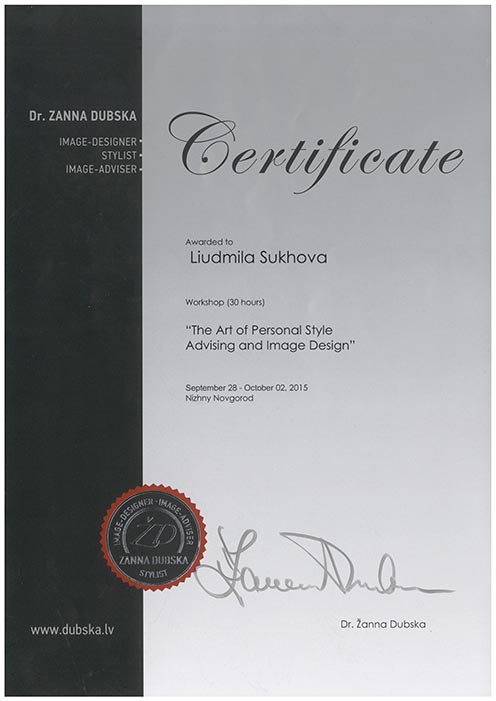 Dr. ZANNA DUBSKA
IMAGE-DESIGNER
STYLIST
IMAGE-ADVISER
Certificate
Awarded to
Liudmila Sukhova
Workshop (30 hours)
“The Art of Personal Style
Advising and Image Design”
September 28 - October 02, 2015
Nizhny Novgorod
IMAGE-DESIGNER · IMAGE-ADVISER
ŽD
ZANNA DUBSKA
STYLIST
www.dubska.lv
Dr. Žanna Dubska